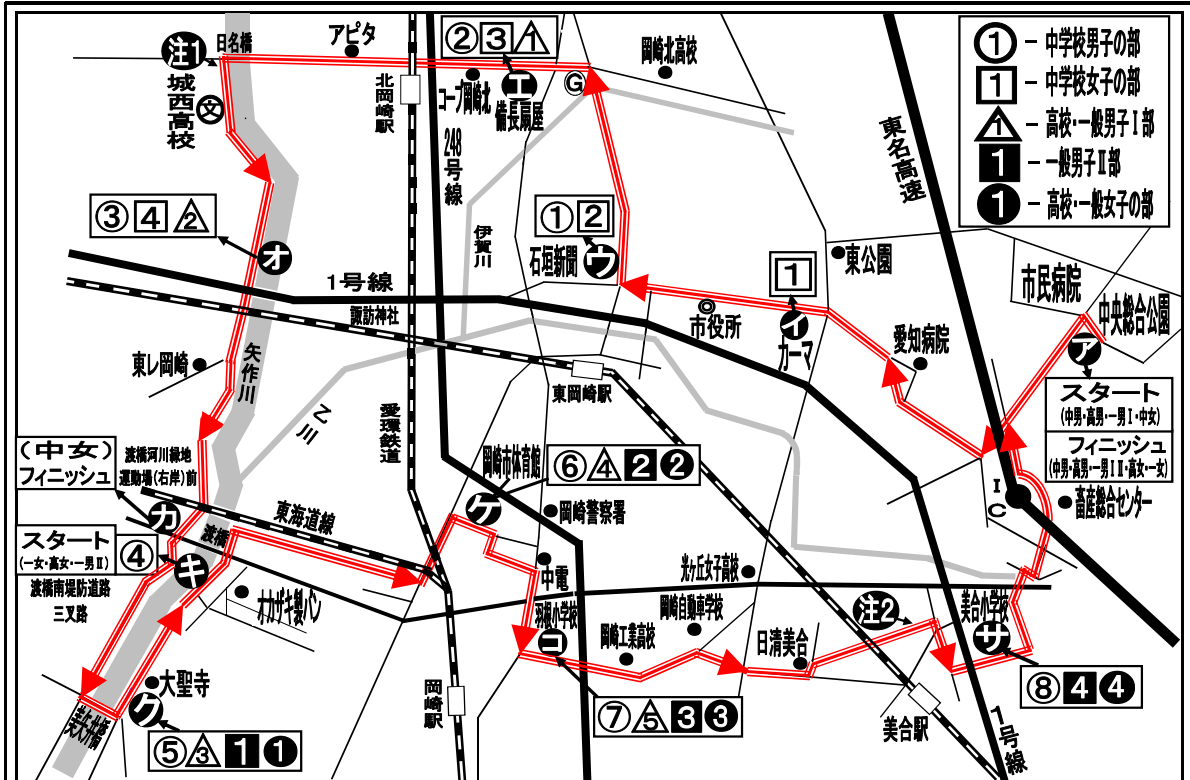 注1
日名橋
アピタ
②3△1
岡崎北高校
G
エ
コープ岡崎北
備長扇屋
北岡崎駅
248号線
城西高校
文
東名高速
① − 中学校男子の部
1 − 中学校女子の部
△1 − 高校・一般男子Ⅰ部
1 − 一般男子Ⅱ部
❶ − 高校・一般女子の部
③4△2
オ
伊賀川
①2
石垣新聞
ウ
1
東公園
市民病院
中央総合公園
1号線
諏訪神社
市役所
イ
カーマ
愛知病院
ア
スタート
(中男・高男・一男Ⅰ・中女)
フィニッシュ
(中男・高男・一男ⅠⅡ・高女・一女)
東レ岡崎
矢作川
乙川
愛環鉄道
東岡崎駅
(中女)
フィニッシュ
渡橋河川緑地
運動場(右岸)前
岡崎市体育館
⑥△4 2❷
ケ
岡崎警察署
IC
畜産総合センター
カ
東海道線
渡橋
スタート
(一女・高女・一男Ⅱ)
④
キ
渡橋南堤防道路
三叉路
オカザキ製パン
中電
羽根小学校
コ
光ヶ丘女子高校
岡崎自動車学校
岡崎工業高校
注2
日清美合
美合小学校
サ
大聖寺
ク
美矢井橋
岡崎駅
⑤△3 1❶
⑦△5 3❸
美合駅
1号線
⑧4❹